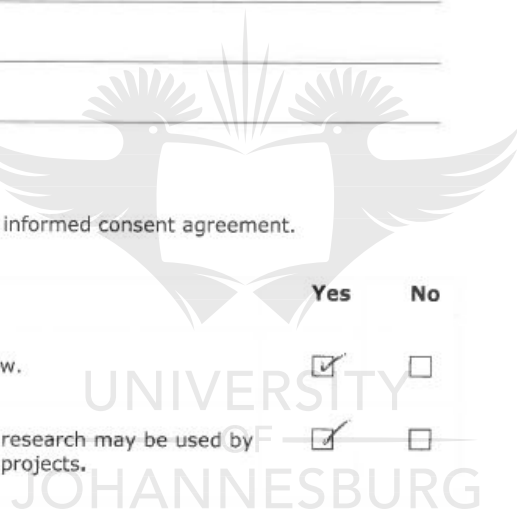 informed consent agreement.
Yes No
w.
UNIVERSITY
research may be used by
OF
projects.
JOHANNESBURG